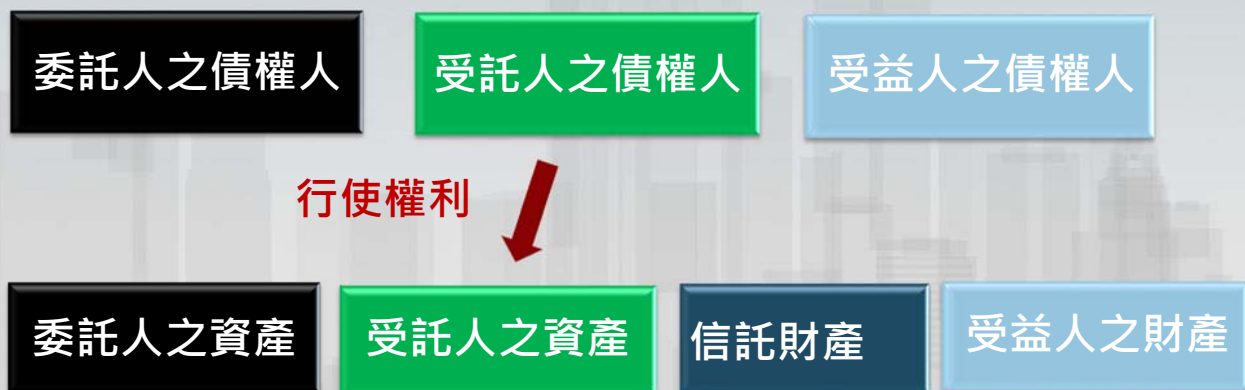 委託人之債權人
受託人之債權人
受益人之債權人
行使權利
委託人之資產
受託人之資產
信託財產
受益人之財產